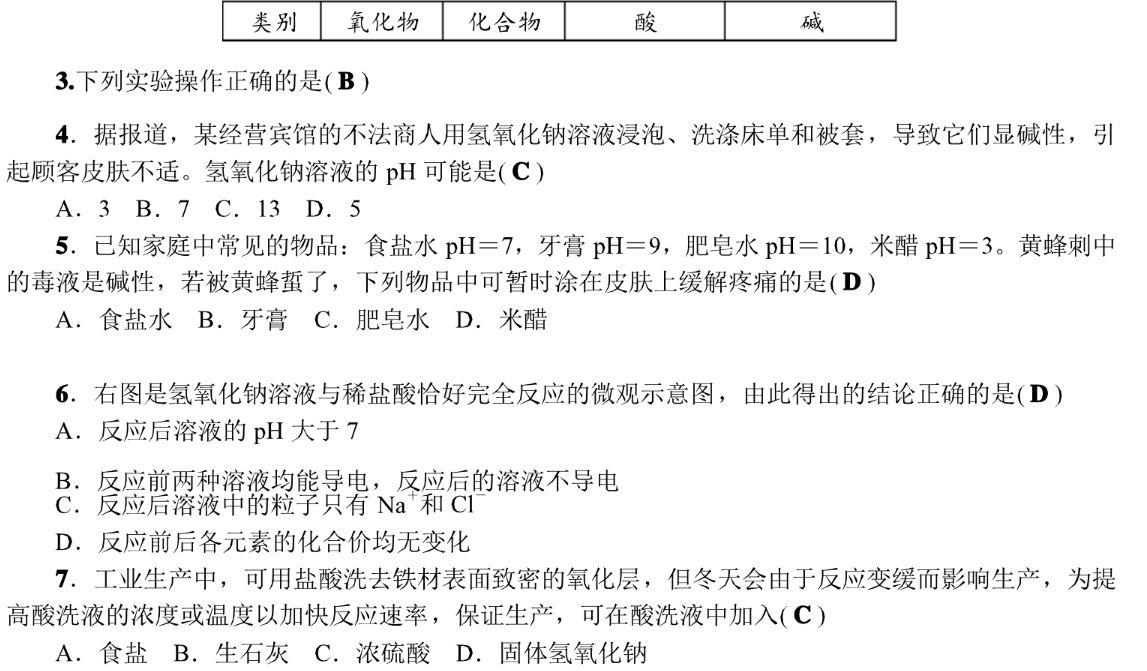 类别 氧化物 化合物 酸 碱
3.下列实验操作正确的是( B )
4．据报道，某经营宾馆的不法商人用氢氧化钠溶液浸泡、洗涤床单和被套，导致它们显碱性，引
起顾客皮肤不适。氢氧化钠溶液的 pH 可能是( C )
A．3 B．7 C．13 D．5
5．已知家庭中常见的物品：食盐水 pH＝7，牙膏 pH＝9，肥皂水 pH＝10，米醋 pH＝3。黄蜂刺中
的毒液是碱性，若被黄蜂蜇了，下列物品中可暂时涂在皮肤上缓解疼痛的是( D )
A．食盐水 B．牙膏 C．肥皂水 D．米醋
6．右图是氢氧化钠溶液与稀盐酸恰好完全反应的微观示意图，由此得出的结论正确的是( D )
A．反应后溶液的 pH 大于 7
B．反应前两种溶液均能导电，反应后的溶液不导电
C．反应后溶液中的粒子只有 Na⁺和 Cl⁻
D．反应前后各元素的化合价均无变化
7．工业生产中，可用盐酸洗去铁材表面致密的氧化层，但冬天会由于反应变缓而影响生产，为提
高酸洗液的浓度或温度以加快反应速率，保证生产，可在酸洗液中加入( C )
A．食盐 B．生石灰 C．浓硫酸 D．固体氢氧化钠